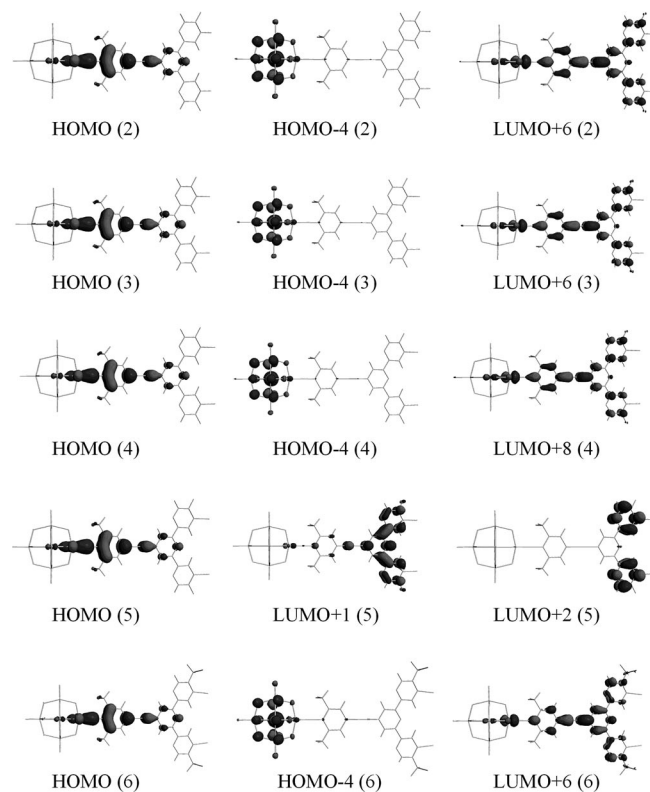 HOMO (2) HOMO-4 (2) LUMO+6 (2)
HOMO (3) HOMO-4 (3) LUMO+6 (3)
HOMO (4) HOMO-4 (4) LUMO+8 (4)
HOMO (5) LUMO+1 (5) LUMO+2 (5)
HOMO (6) HOMO-4 (6) LUMO+6 (6)